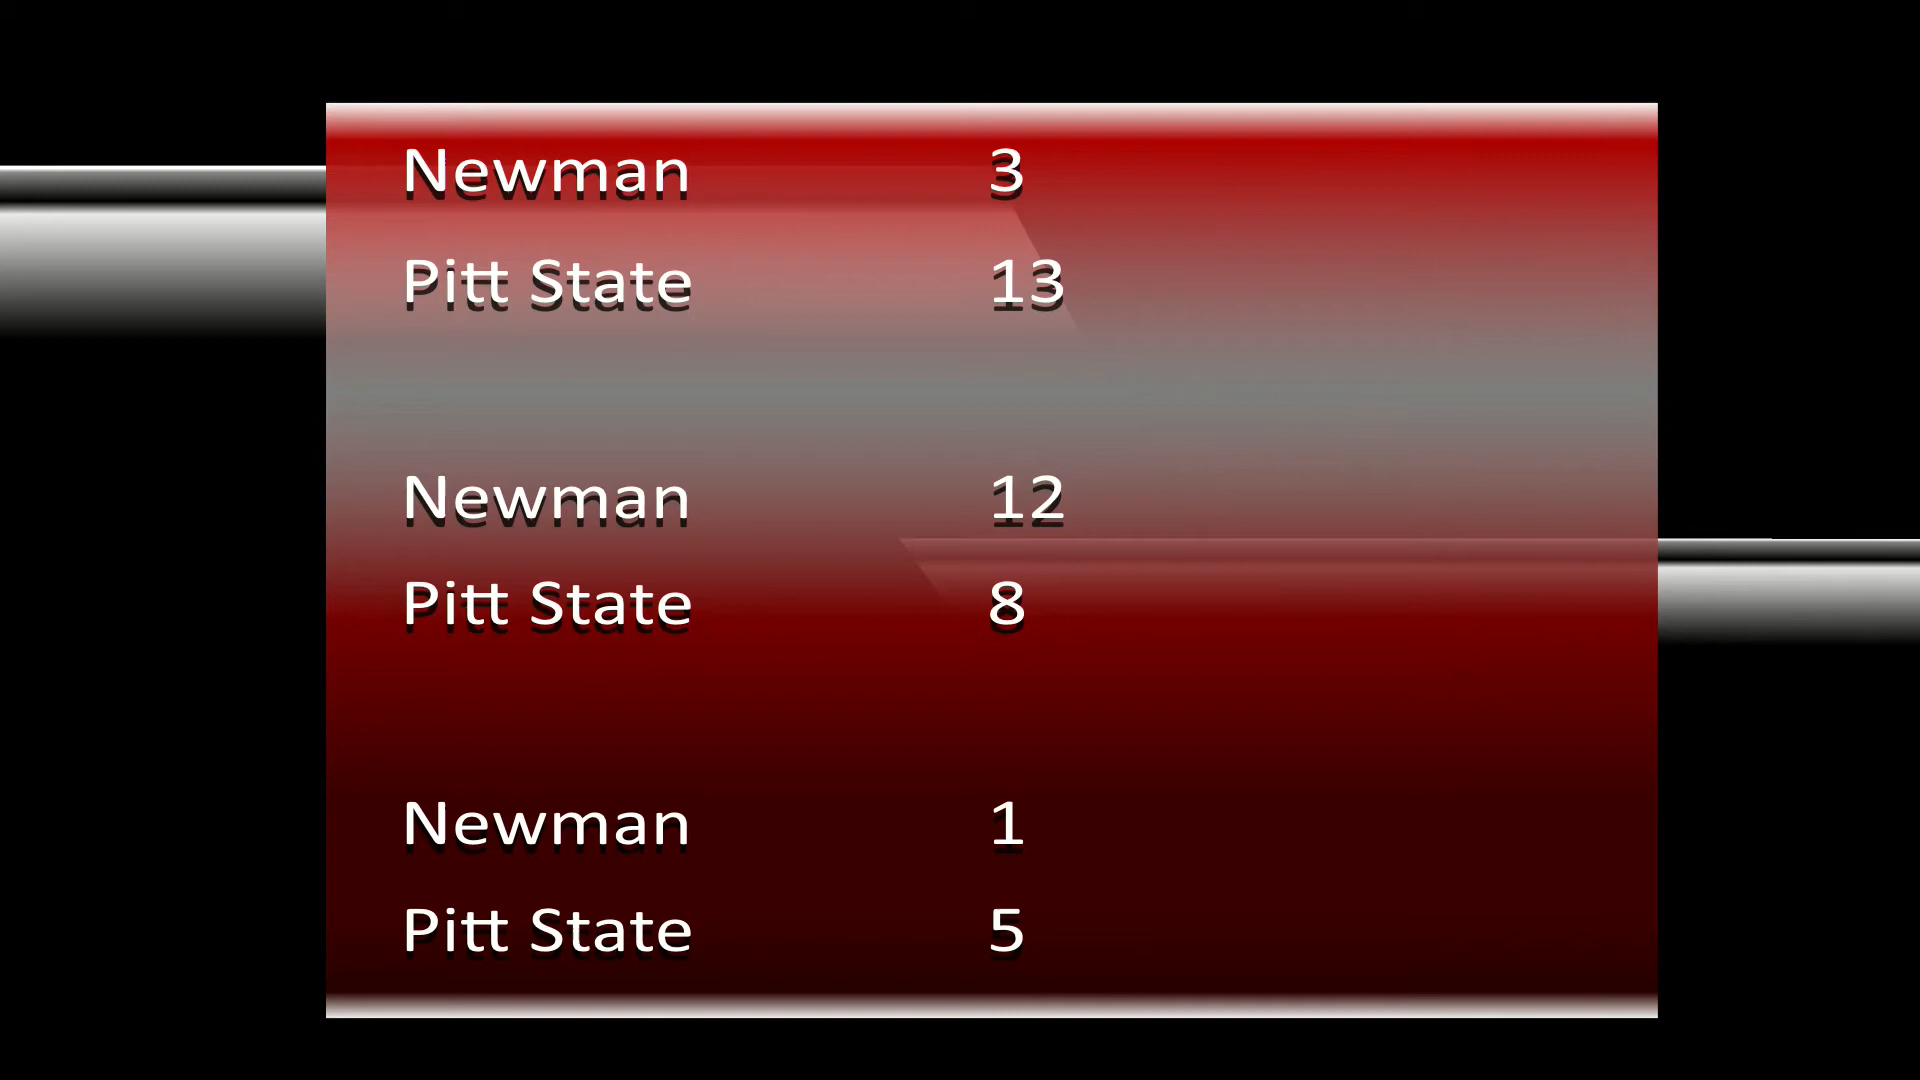 Newman 3
Pitt State 13
Newman 12
Pitt State 8
Newman 1
Pitt State 5